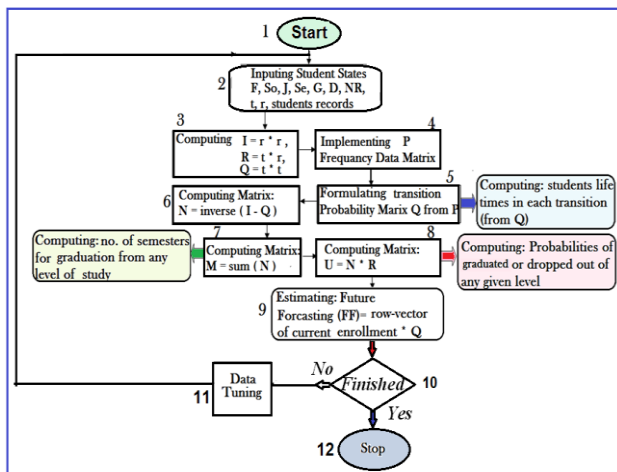 1
Start
2
Inputing Student States
F, So, J, Se, G, D, NR,
t, r, students records
3
Computing I = r * r ,
R = t * r,
Q = t * t
4
Implementing P
Frequancy Data Matrix
5
Formulating transition
Probability Marix Q from P
Computing: students life
times in each transition
(from Q)
6
Computing Matrix:
N = inverse ( I - Q )
7
Computing Matrix:
M = sum ( N )
Computing: no. of semesters
for graduation from any
level of study
8
Computing Matrix:
U = N * R
Computing: Probabilities of
graduated or dropped out of
any given level
9
Estimating: Future
Forcasting (FF)= row-vector
of current enrollment * Q
10
Finished
No
Yes
11
Data
Tuning
12
Stop